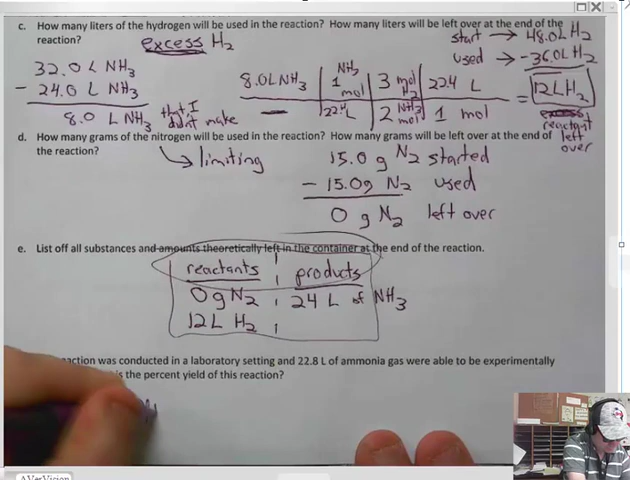 c. How many liters of the hydrogen will be used in the reaction? How many liters will be left over at the end of the
reaction?
excess H₂
start → 48.0L H₂
used → -36.0L H₂
12L H₂
excess
reactant
left
over
32.0 L NH₃
- 24.0 L NH₃
8.0 L NH₃
that I
didn't make
8.0L NH₃ | 1 mol NH₃ | 3 mol H₂ | 22.4 L =
22.4 L | 2 mol NH₃ | 1 mol
d. How many grams of the nitrogen will be used in the reaction? How many grams will be left over at the end of
the reaction?
limiting
15.0 g N₂ started
- 15.0g N₂ used
0 g N₂ left over
e. List off all substances and amounts theoretically left in the container at the end of the reaction.
reactants | products
0 g N₂ | 24 L of NH₃
12 L H₂
action was conducted in a laboratory setting and 22.8 L of ammonia gas were able to be experimentally
is the percent yield of this reaction?
AVerVision